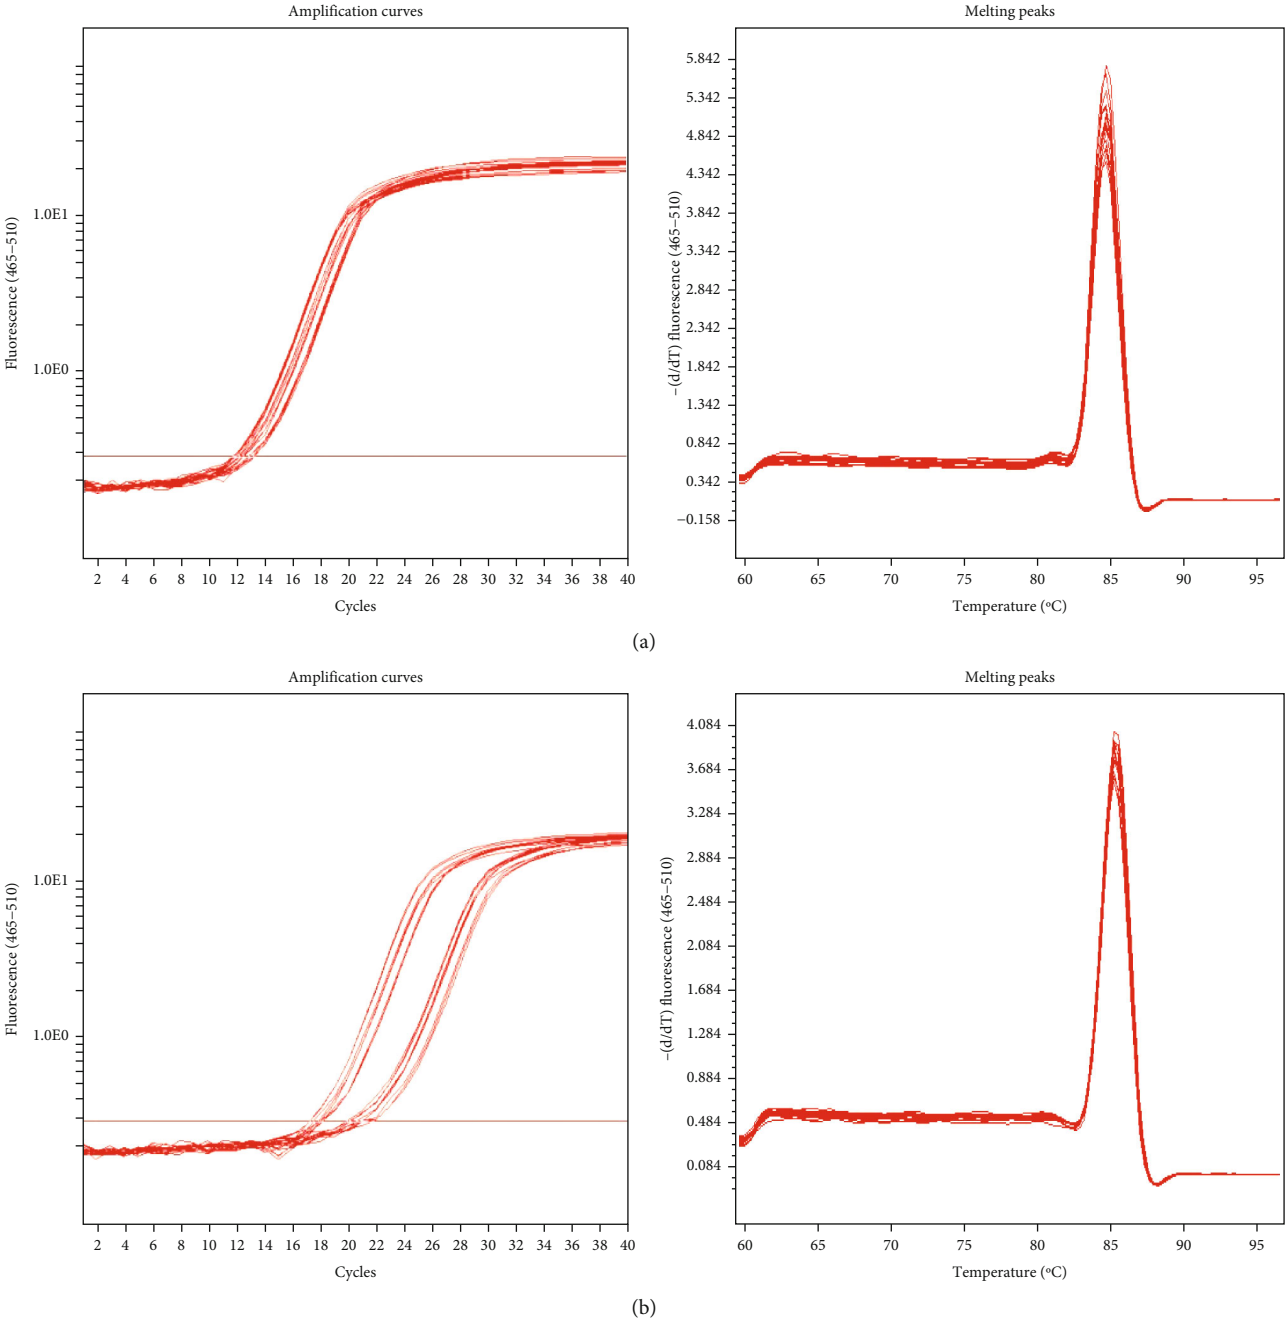 Amplification curves
Fluorescence (465−510)
1.0E1
1.0E0
2 4 6 8 10 12 14 16 18 20 22 24 26 28 30 32 34 36 38 40
Cycles
Melting peaks
−(d/dT) fluorescence (465−510)
5.842
5.342
4.842
4.342
3.842
3.342
2.842
2.342
1.842
1.342
0.842
0.342
−0.158
60 65 70 75 80 85 90 95
Temperature (ºC)
(a)
Amplification curves
Fluorescence (465−510)
1.0E1
1.0E0
2 4 6 8 10 12 14 16 18 20 22 24 26 28 30 32 34 36 38 40
Cycles
Melting peaks
−(d/dT) fluorescence (465−510)
4.084
3.684
3.284
2.884
2.484
2.084
1.684
1.284
0.884
0.484
0.084
60 65 70 75 80 85 90 95
Temperature (ºC)
(b)